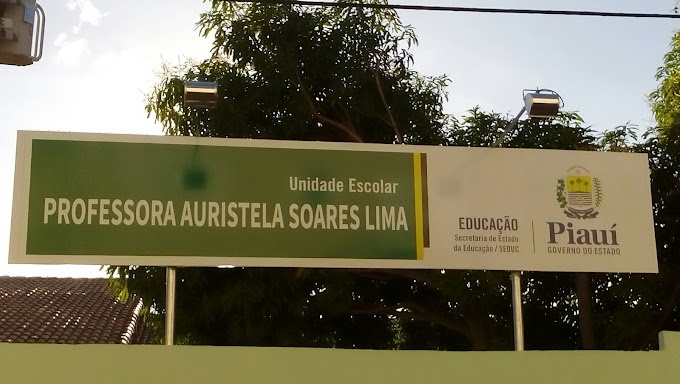 Unidade Escolar
PROFESSORA AURISTELA SOARES LIMA
EDUCAÇÃO
Secretaria de Estado
da Educação / SEDUC
Piauí
GOVERNO DO ESTADO